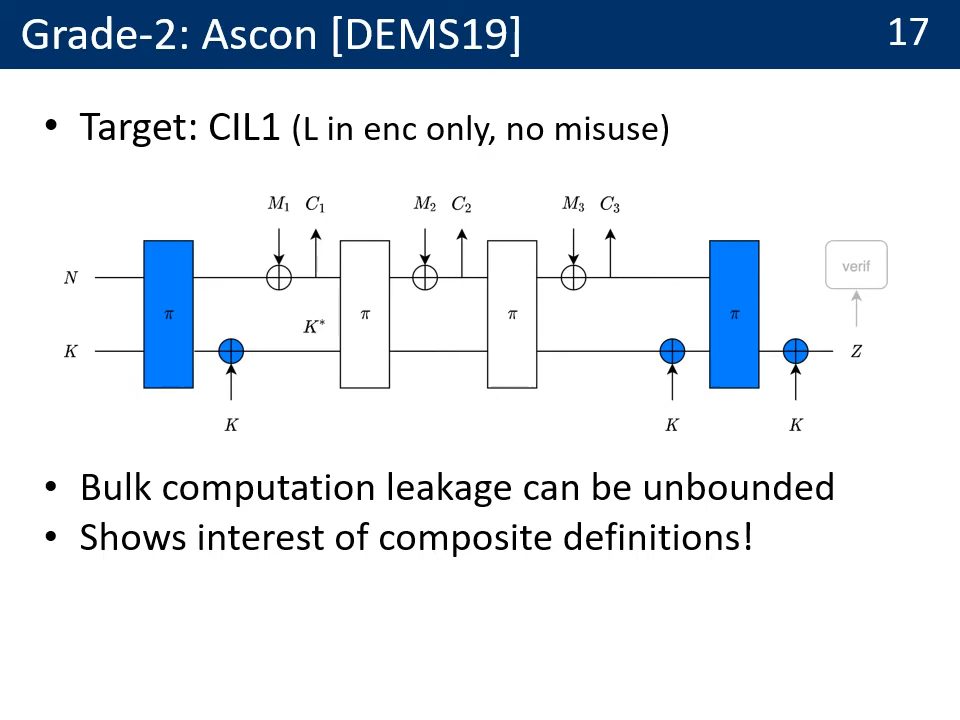 Grade-2: Ascon [DEMS19]
17
• Target: CIL1 (L in enc only, no misuse)
M₁ C₁ M₂ C₂ M₃ C₃
N
verif
π π π π
K*
K
Z
K K K
• Bulk computation leakage can be unbounded
• Shows interest of composite definitions!